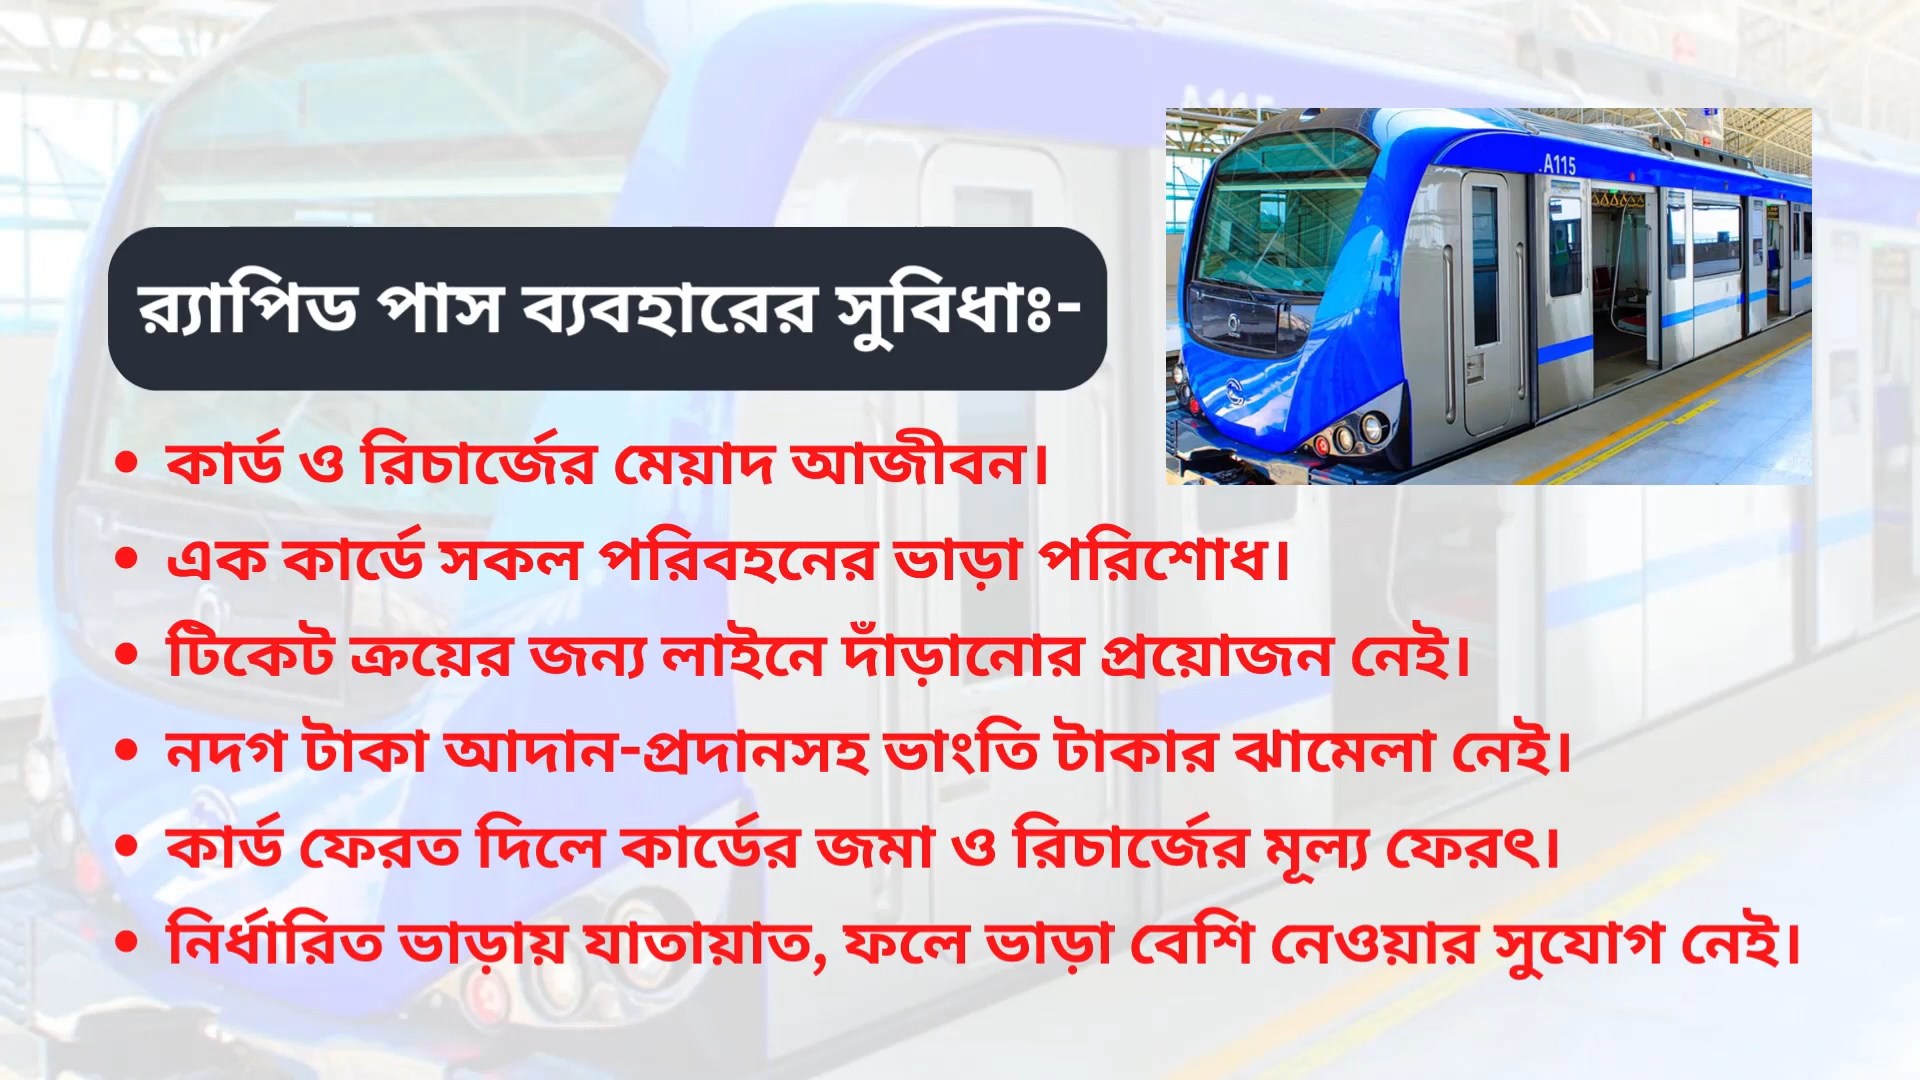 র‍্যাপিড পাস ব্যবহারের সুবিধাঃ-
.A115
• কার্ড ও রিচার্জের মেয়াদ আজীবন।
• এক কার্ডে সকল পরিবহনের ভাড়া পরিশোধ।
• টিকেট ক্রয়ের জন্য লাইনে দাঁড়ানোর প্রয়োজন নেই।
• নদগ টাকা আদান-প্রদানসহ ভাংতি টাকার ঝামেলা নেই।
• কার্ড ফেরত দিলে কার্ডের জমা ও রিচার্জের মূল্য ফেরৎ।
• নির্ধারিত ভাড়ায় যাতায়াত, ফলে ভাড়া বেশি নেওয়ার সুযোগ নেই।